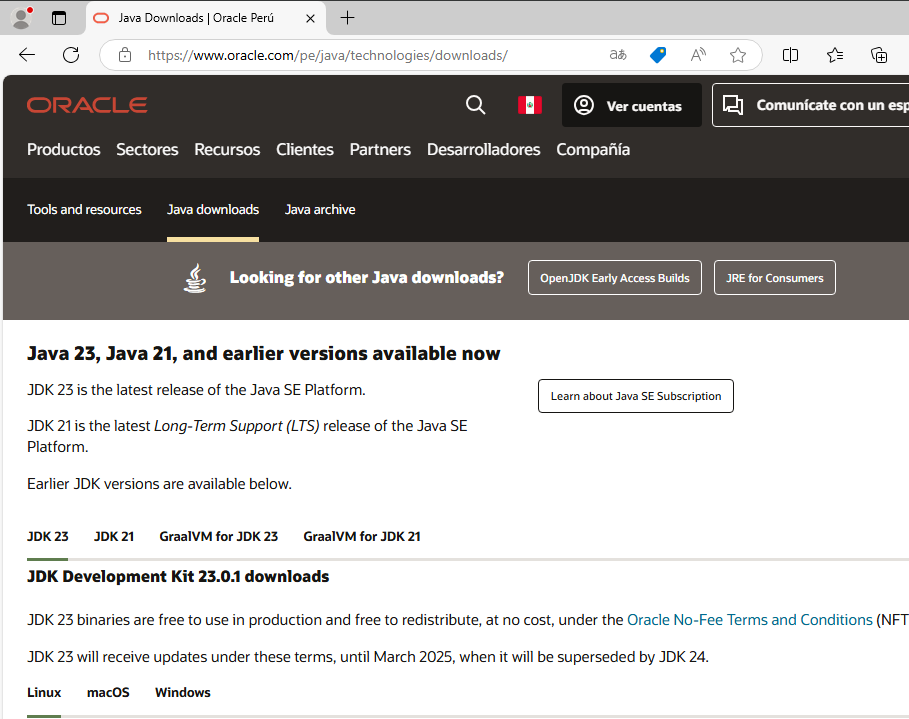 Java Downloads | Oracle Perú
https://www.oracle.com/pe/java/technologies/downloads/
ORACLE
Ver cuentas
Comunícate con un esp
Productos Sectores Recursos Clientes Partners Desarrolladores Compañía
Tools and resources Java downloads Java archive
Looking for other Java downloads? OpenJDK Early Access Builds JRE for Consumers
Java 23, Java 21, and earlier versions available now
JDK 23 is the latest release of the Java SE Platform.
Learn about Java SE Subscription
JDK 21 is the latest Long-Term Support (LTS) release of the Java SE
Platform.
Earlier JDK versions are available below.
JDK 23 JDK 21 GraalVM for JDK 23 GraalVM for JDK 21
JDK Development Kit 23.0.1 downloads
JDK 23 binaries are free to use in production and free to redistribute, at no cost, under the Oracle No-Fee Terms and Conditions (NFT
JDK 23 will receive updates under these terms, until March 2025, when it will be superseded by JDK 24.
Linux macOS Windows